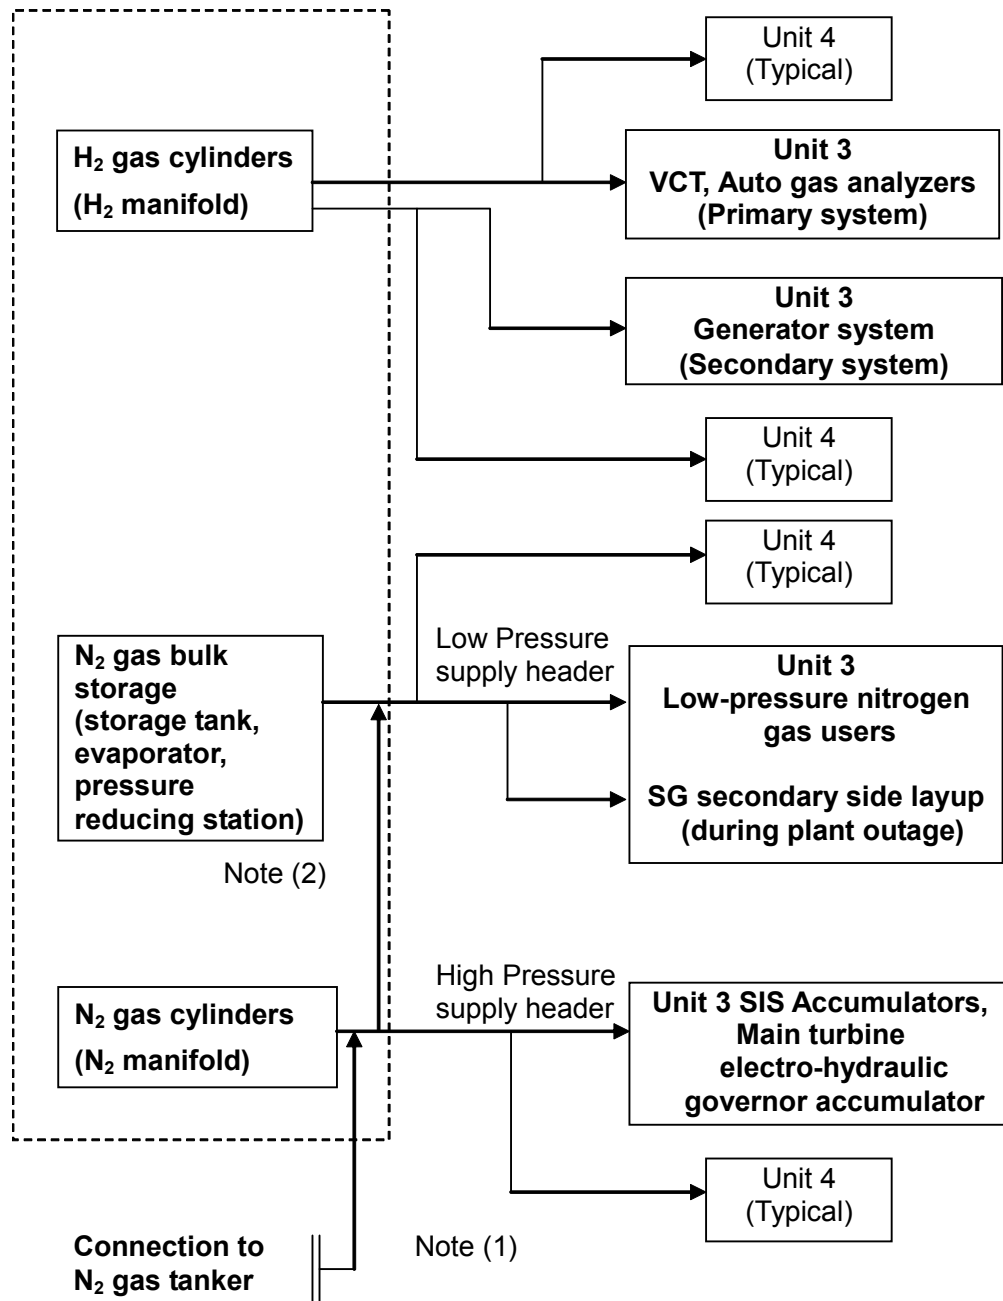 Unit 4
(Typical)
H₂ gas cylinders
(H₂ manifold)
Unit 3
VCT, Auto gas analyzers
(Primary system)
Unit 3
Generator system
(Secondary system)
Unit 4
(Typical)
Unit 4
(Typical)
Low Pressure
supply header
N₂ gas bulk
storage
(storage tank,
evaporator,
pressure
reducing station)
Unit 3
Low-pressure nitrogen
gas users
SG secondary side layup
(during plant outage)
Note (2)
High Pressure
supply header
N₂ gas cylinders
(N₂ manifold)
Unit 3 SIS Accumulators,
Main turbine
electro-hydraulic
governor accumulator
Unit 4
(Typical)
Connection to
N₂ gas tanker
Note (1)